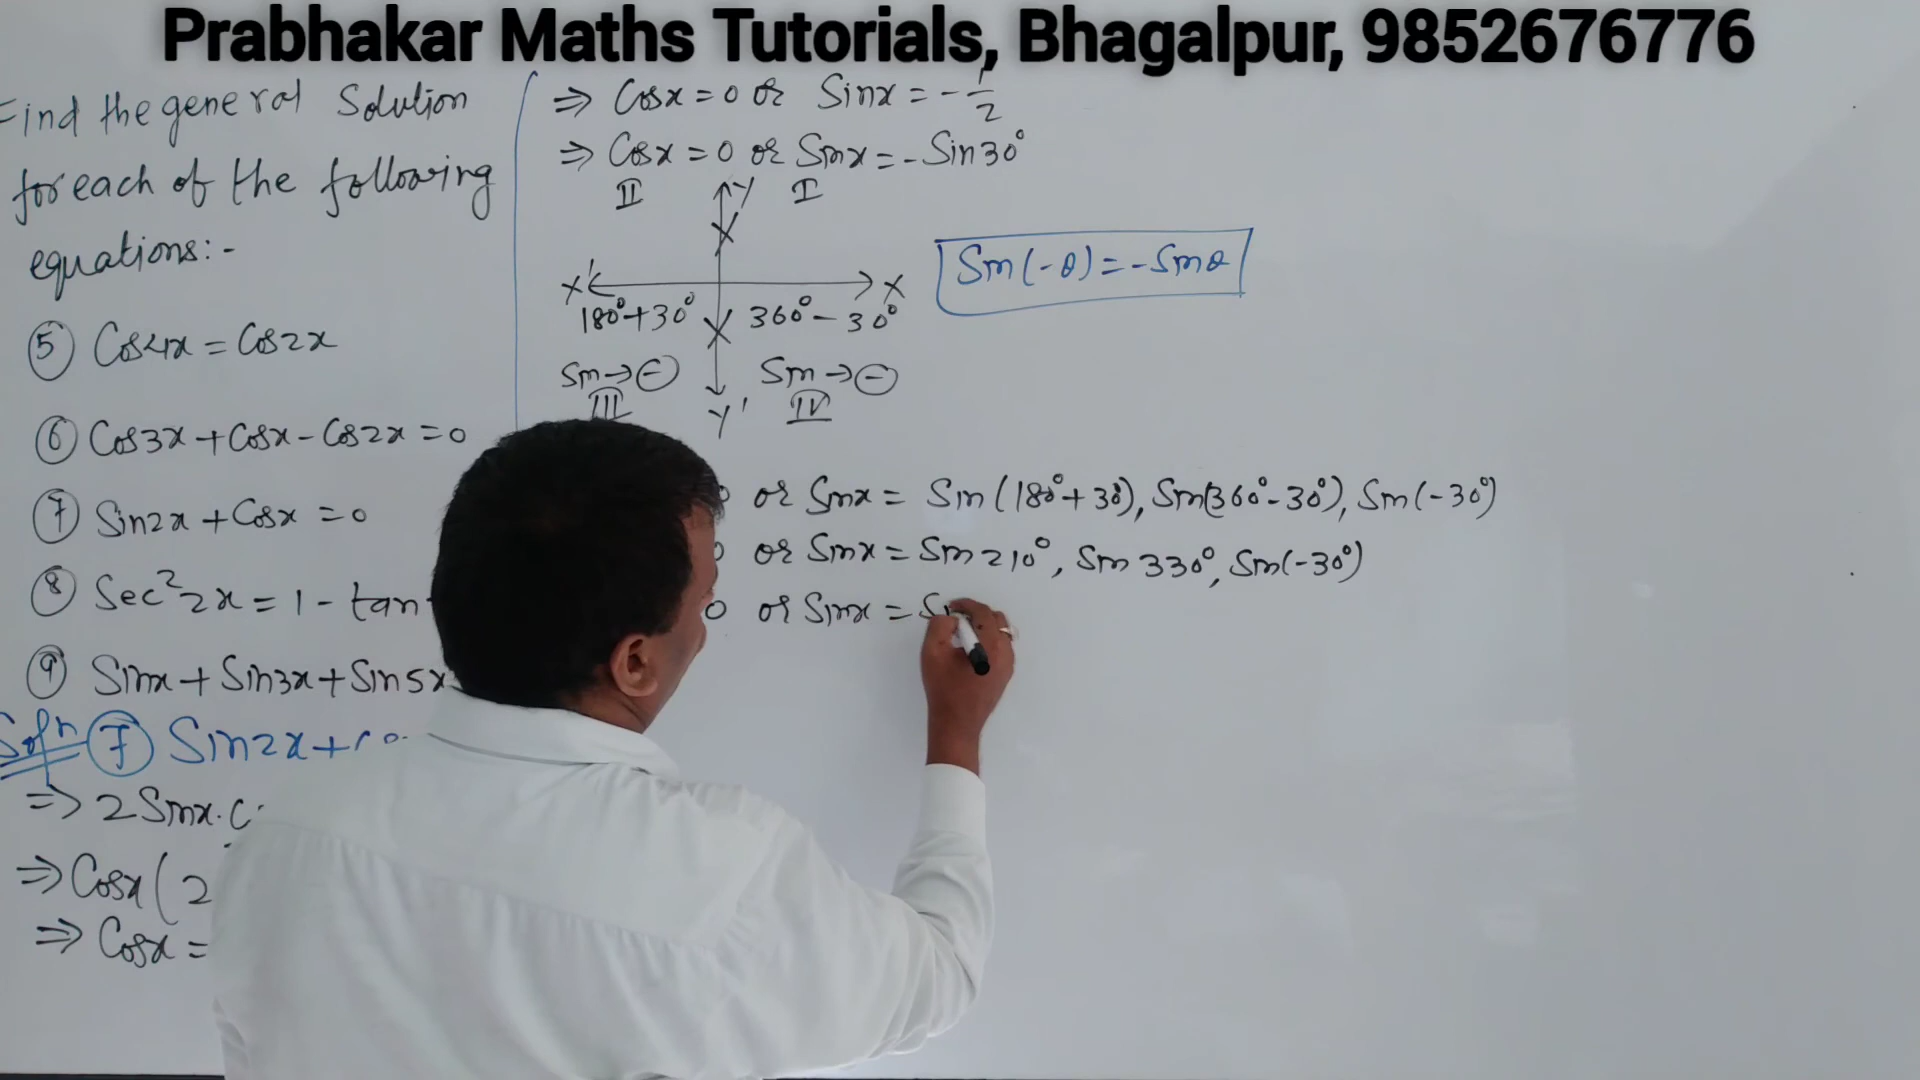 Prabhakar Maths Tutorials, Bhagalpur, 9852676776
Find the general Solution
for each of the following
equations:-
⑤ Cos4x = Cos2x
⑥ Cos3x + Cosx - Cos2x = 0
⑦ Sin2x + Cosx = 0
⑧ Sec²2x = 1 - tan
⑨ Sinx + Sin3x + Sin5x
Solⁿ ⑦ Sin2x +
⇒ 2Sinx.
⇒ Cosx(2
⇒ Cosx =
⇒ Cosx = 0 or Sinx = -1/2
⇒ Cosx = 0 or Sinx = -Sin30°
II Y I
X' X
180°+30° 360°-30°
Sin→⊖ Sin→⊖
III Y' IV
Sin(-θ) = -Sinθ
0 or Sinx = Sin(180°+30°), Sin(360°-30°), Sin(-30°)
0 or Sinx = Sin210°, Sin330°, Sin(-30°)
0 or Sinx =